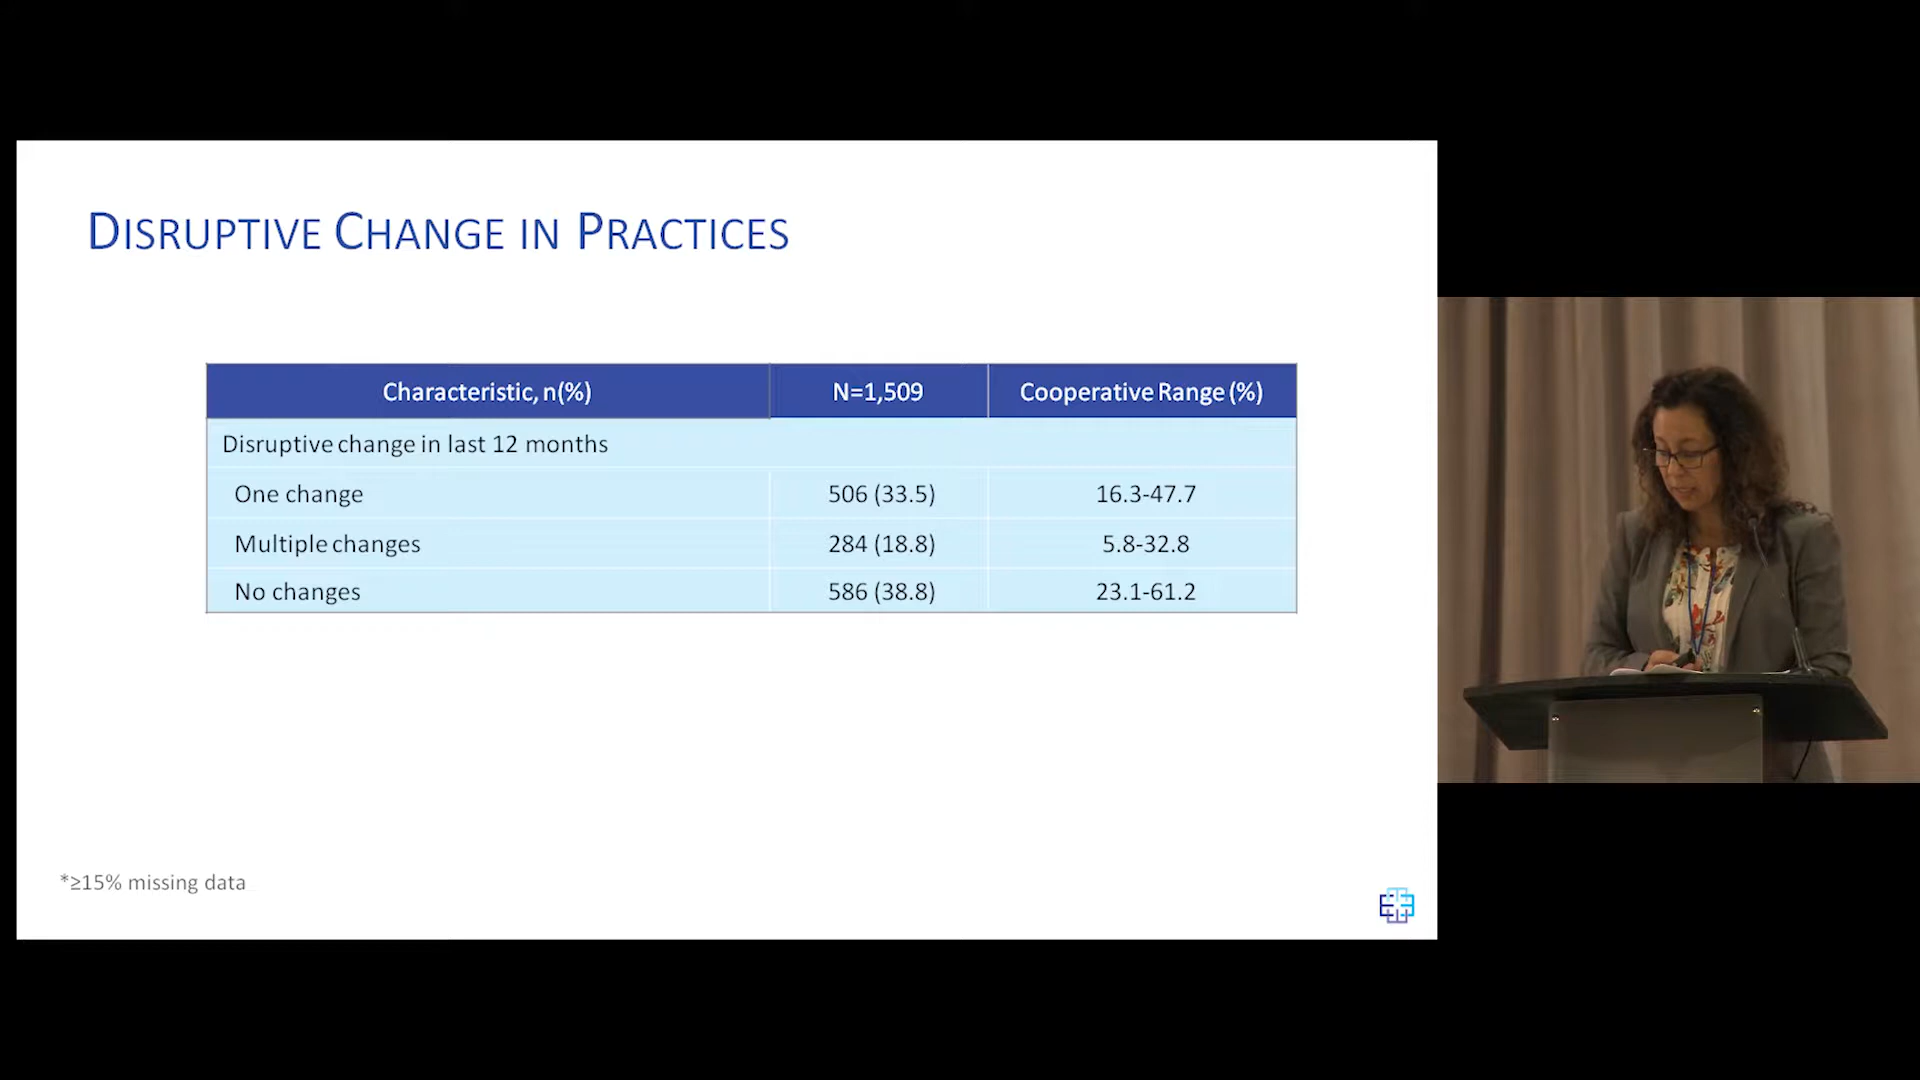 DISRUPTIVE CHANGE IN PRACTICES
Characteristic, n(%) N=1,509 Cooperative Range (%)
Disruptive change in last 12 months
One change 506 (33.5) 16.3-47.7
Multiple changes 284 (18.8) 5.8-32.8
No changes 586 (38.8) 23.1-61.2
*≥15% missing data